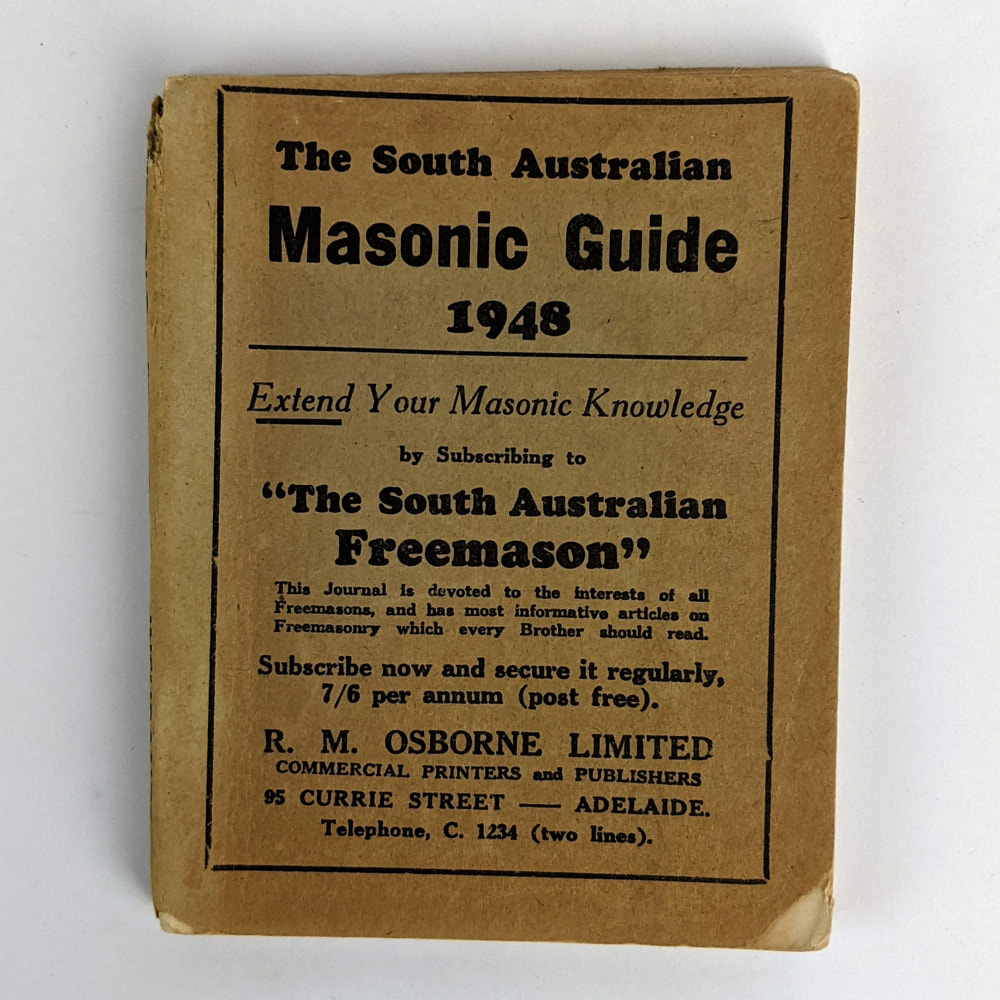 The South Australian
Masonic Guide
1948
Extend Your Masonic Knowledge
by Subscribing to
“The South Australian
Freemason”
This Journal is devoted to the interests of all
Freemasons, and has most informative articles on
Freemasonry which every Brother should read.
Subscribe now and secure it regularly,
7/6 per annum (post free).
R. M. OSBORNE LIMITED
COMMERCIAL PRINTERS and PUBLISHERS
95 CURRIE STREET — ADELAIDE.
Telephone, C. 1234 (two lines).